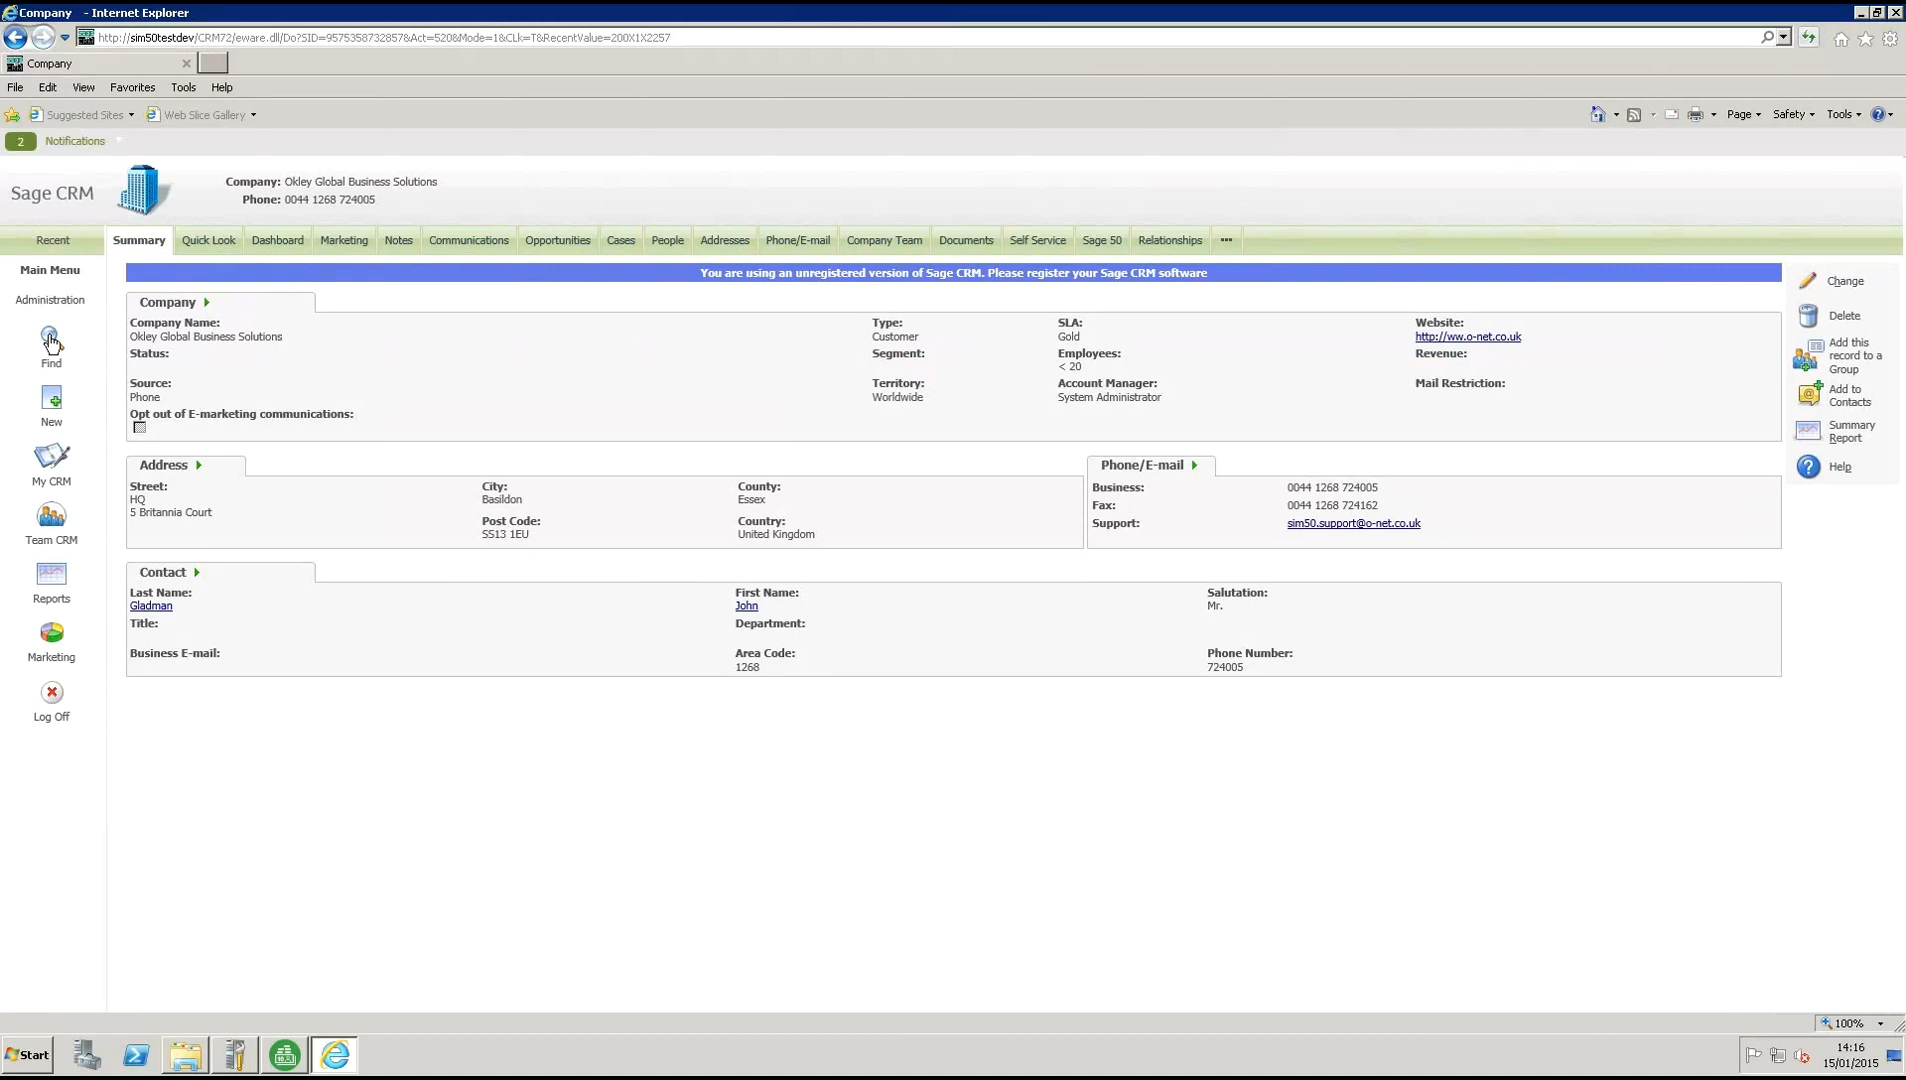 Company - Internet Explorer
http://sim50testdev/CRM72/eware.dll/Do?SID=95753587328578&Act=520&Mode=1&CLk=T&RecentValue=200X1X2257
Company
File Edit View Favorites Tools Help
Suggested Sites Web Slice Gallery
Page Safety Tools
2 Notifications
Sage CRM
Company: Okley Global Business Solutions
Phone: 0044 1268 724005
Recent Summary Quick Look Dashboard Marketing Notes Communications Opportunities Cases People Addresses Phone/E-mail Company Team Documents Self Service Sage 50 Relationships •••
Main Menu
Administration
Find
New
My CRM
Team CRM
Reports
Marketing
Log Off
You are using an unregistered version of Sage CRM. Please register your Sage CRM software
Company
Company Name: Type: SLA: Website:
Okley Global Business Solutions Customer Gold http://ww.o-net.co.uk
Status: Segment: Employees: Revenue:
< 20
Source: Territory: Account Manager: Mail Restriction:
Phone Worldwide System Administrator
Opt out of E-marketing communications:
Address
Street: City: County:
HQ Basildon Essex
5 Britannia Court
Post Code: Country:
SS13 1EU United Kingdom
Phone/E-mail
Business: 0044 1268 724005
Fax: 0044 1268 724162
Support: sim50.support@o-net.co.uk
Contact
Last Name: First Name: Salutation:
Gladman John Mr.
Title: Department:
Business E-mail: Area Code: Phone Number:
1268 724005
Change
Delete
Add this
record to a
Group
Add to
Contacts
Summary
Report
Help
100%
Start
14:16
15/01/2015